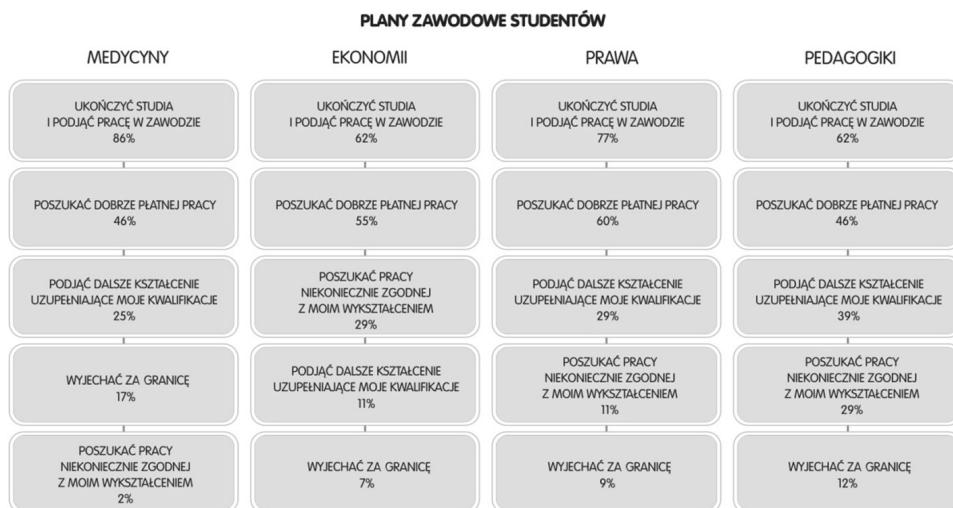 PLANY ZAWODOWE STUDENTÓW
MEDYCYNY
UKOŃCZYĆ STUDIA
I PODJĄĆ PRACĘ W ZAWODZIE
86%
POSZUKAĆ DOBRZE PŁATNEJ PRACY
46%
PODJĄĆ DALSZE KSZTAŁCENIE
UZUPEŁNIAJĄCE MOJE KWALIFIKACJE
25%
WYJECHAĆ ZA GRANICĘ
17%
POSZUKAĆ PRACY
NIEKONIECZNIE ZGODNEJ
Z MOIM WYKSZTAŁCENIEM
2%
EKONOMII
UKOŃCZYĆ STUDIA
I PODJĄĆ PRACĘ W ZAWODZIE
62%
POSZUKAĆ DOBRZE PŁATNEJ PRACY
55%
POSZUKAĆ PRACY
NIEKONIECZNIE ZGODNEJ
Z MOIM WYKSZTAŁCENIEM
29%
PODJĄĆ DALSZE KSZTAŁCENIE
UZUPEŁNIAJĄCE MOJE KWALIFIKACJE
11%
WYJECHAĆ ZA GRANICĘ
7%
PRAWA
UKOŃCZYĆ STUDIA
I PODJĄĆ PRACĘ W ZAWODZIE
77%
POSZUKAĆ DOBRZE PŁATNEJ PRACY
60%
PODJĄĆ DALSZE KSZTAŁCENIE
UZUPEŁNIAJĄCE MOJE KWALIFIKACJE
29%
POSZUKAĆ PRACY
NIEKONIECZNIE ZGODNEJ
Z MOIM WYKSZTAŁCENIEM
11%
WYJECHAĆ ZA GRANICĘ
9%
PEDAGOGIKI
UKOŃCZYĆ STUDIA
I PODJĄĆ PRACĘ W ZAWODZIE
62%
POSZUKAĆ DOBRZE PŁATNEJ PRACY
46%
PODJĄĆ DALSZE KSZTAŁCENIE
UZUPEŁNIAJĄCE MOJE KWALIFIKACJE
39%
POSZUKAĆ PRACY
NIEKONIECZNIE ZGODNEJ
Z MOIM WYKSZTAŁCENIEM
29%
WYJECHAĆ ZA GRANICĘ
12%